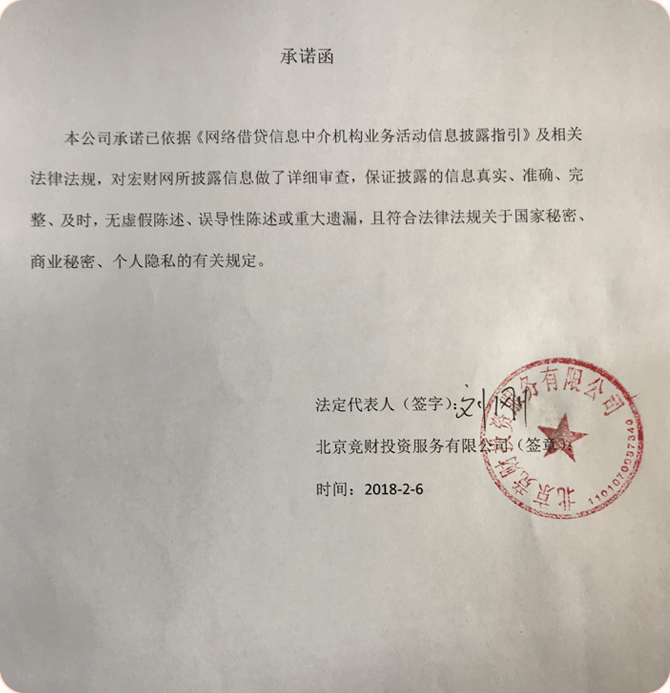 承诺函
本公司承诺已依据《网络借贷信息中介机构业务活动信息披露指引》及相关
法律法规，对宏财网所披露信息做了详细审查，保证披露的信息真实、准确、完
整、及时，无虚假陈述、误导性陈述或重大遗漏，且符合法律法规关于国家秘密、
商业秘密、个人隐私的有关规定。
法定代表人（签字）：刘刚
北京竞财投资服务有限公司（签章）：
时间：2018-2-6
北京竞财投资服务有限公司